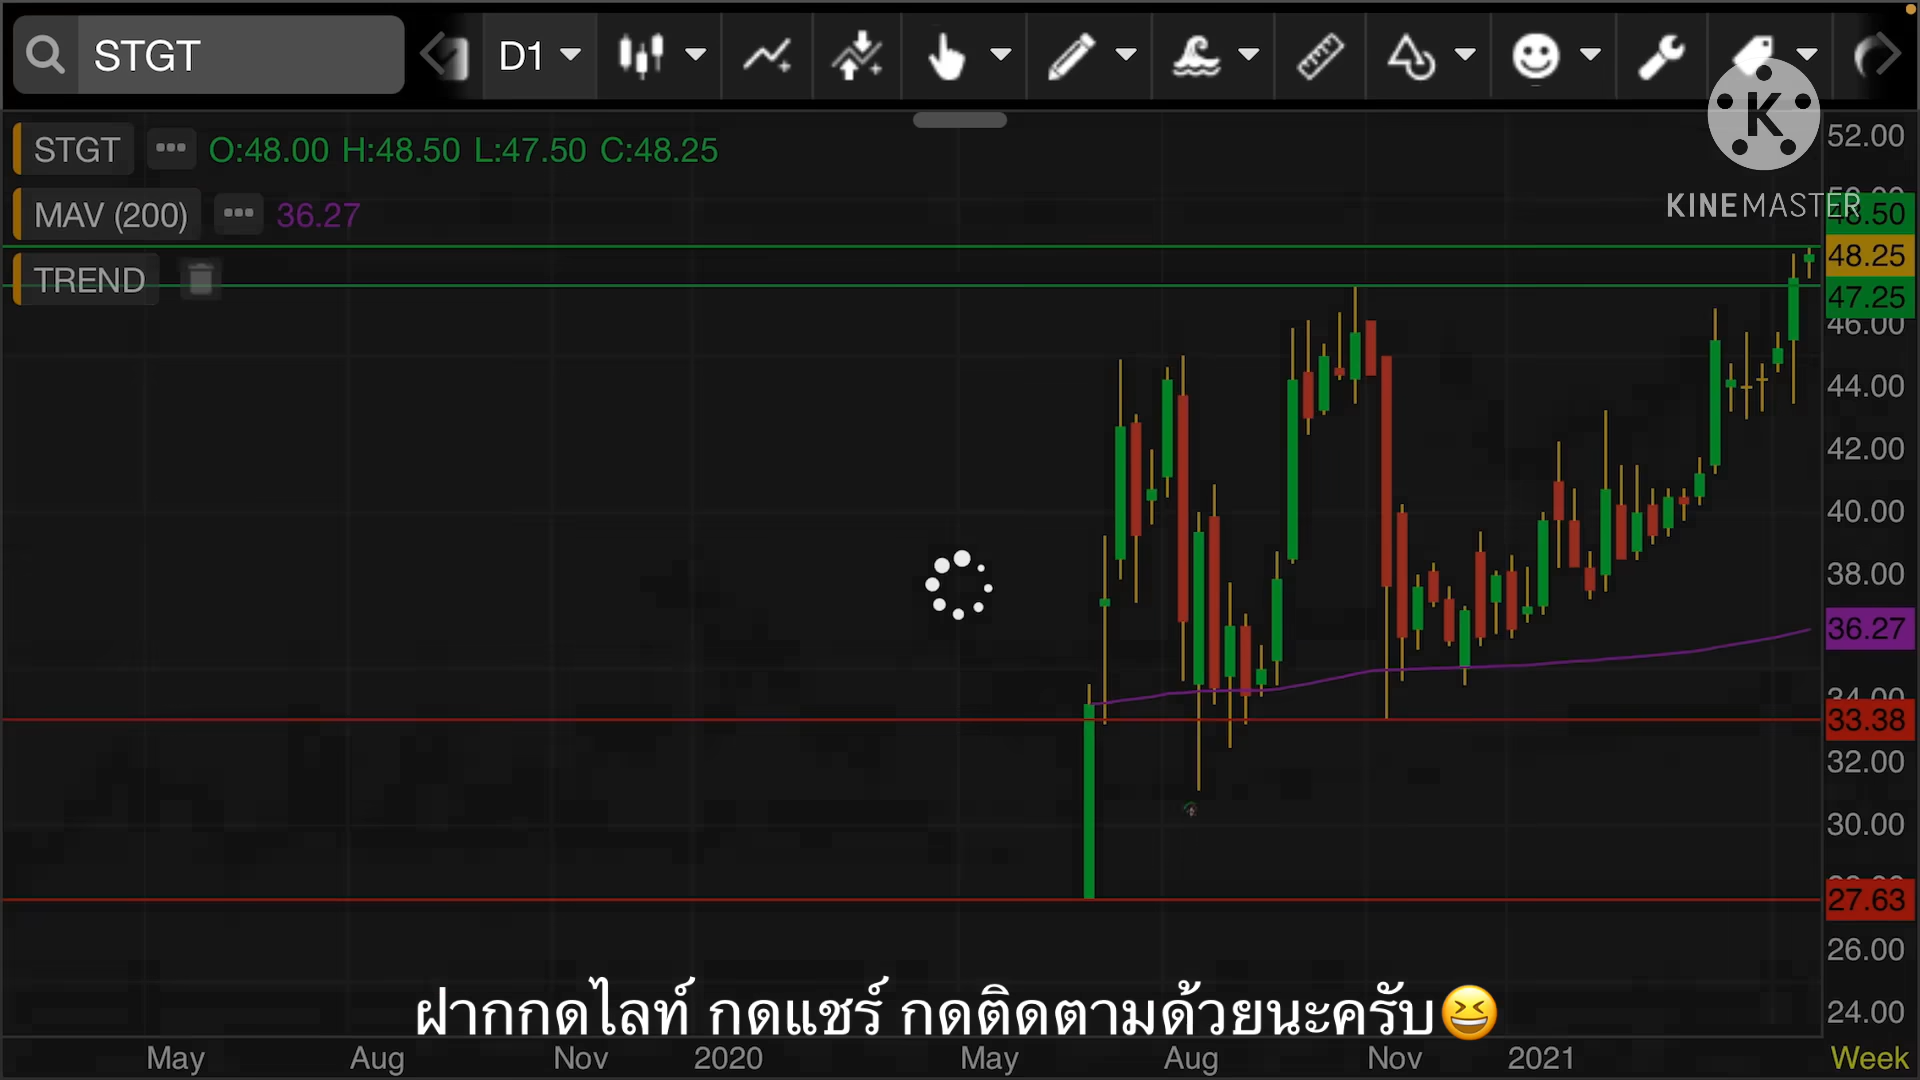 STGT
D1
K
KINEMASTER
STGT ••• O:48.00 H:48.50 L:47.50 C:48.25
MAV (200) ••• 36.27
TREND
52.00
48.25
47.25
46.00
44.00
42.00
40.00
38.00
36.27
34.00
33.38
32.00
30.00
27.63
26.00
24.00
ฝากกดไลท์ กดแชร์ กดติดตามด้วยนะครับ😆
May Aug Nov 2020 May Aug Nov 2021 Week